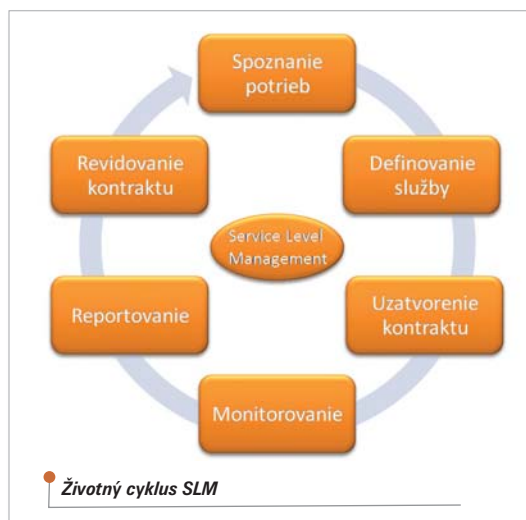 Spoznanie
potrieb
Definovanie
služby
Uzatvorenie
kontraktu
Monitorovanie
Reportovanie
Revidovanie
kontraktu
Service Level
Management
Životný cyklus SLM